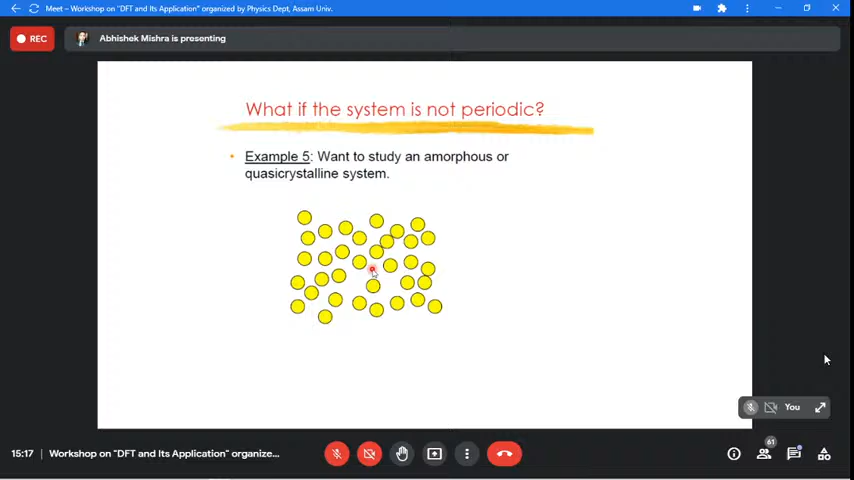 Meet – Workshop on "DFT and Its Application" organized by Physics Dept, Assam Univ.
REC
Abhishek Mishra is presenting
What if the system is not periodic?
• Example 5: Want to study an amorphous or
quasicrystalline system.
You
61
15:17 | Workshop on "DFT and Its Application" organize...